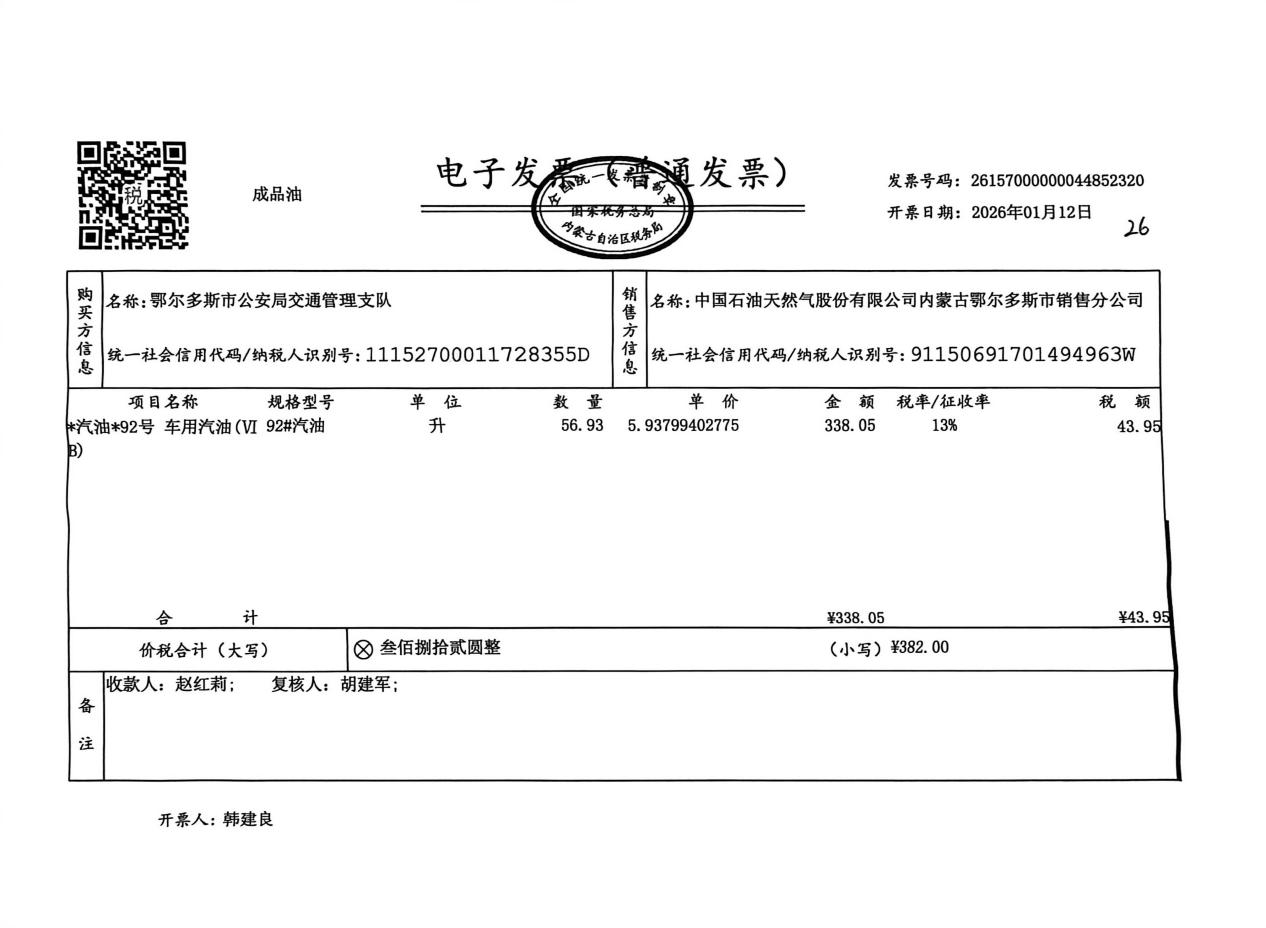 税
成品油
电子发票（普通发票）
全国统一发票监制章
国家税务总局
内蒙古自治区税务局
发票号码：26157000000044852320
开票日期：2026年01月12日
26
购买方信息
名称：鄂尔多斯市公安局交通管理支队
统一社会信用代码/纳税人识别号：11152700011728355D
销售方信息
名称：中国石油天然气股份有限公司内蒙古鄂尔多斯市销售分公司
统一社会信用代码/纳税人识别号：91150691701494963W
项目名称 规格型号 单 位 数 量 单 价 金 额 税率/征收率 税 额
*汽油*92号 车用汽油(VI 92#汽油 升 56.93 5.93799402775 338.05 13% 43.95
B)
合 计 ¥338.05 ¥43.95
价税合计（大写） ⊗ 叁佰捌拾贰圆整 （小写）¥382.00
备注
收款人：赵红莉; 复核人：胡建军;
开票人：韩建良